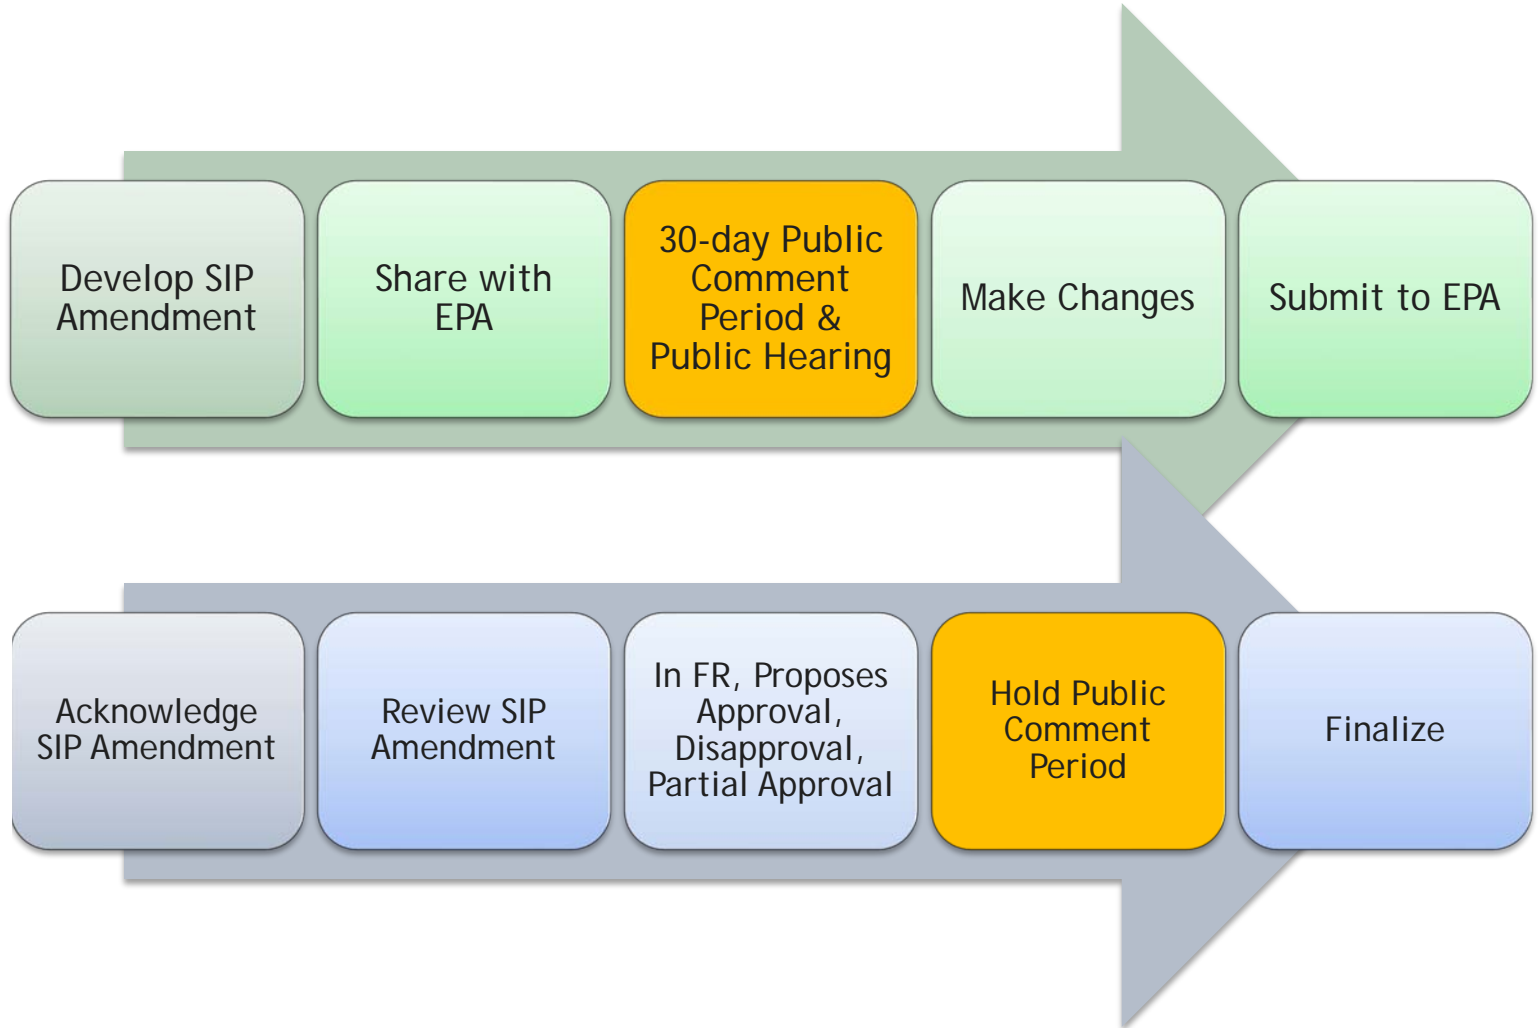 Develop SIP
Amendment
Share with
EPA
30-day Public
Comment
Period &
Public Hearing
Make Changes
Submit to EPA
Acknowledge
SIP Amendment
Review SIP
Amendment
In FR, Proposes
Approval,
Disapproval,
Partial Approval
Hold Public
Comment
Period
Finalize